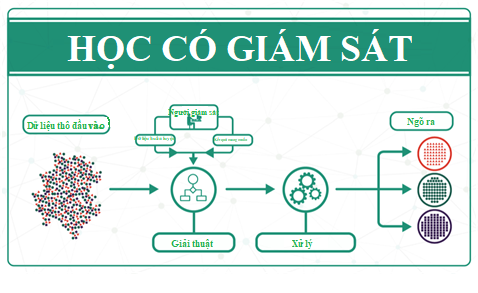 HỌC CÓ GIÁM SÁT
Người giám sát
Ngõ ra
Dữ liệu thô đầu vào
Giải thuật
Xử lý